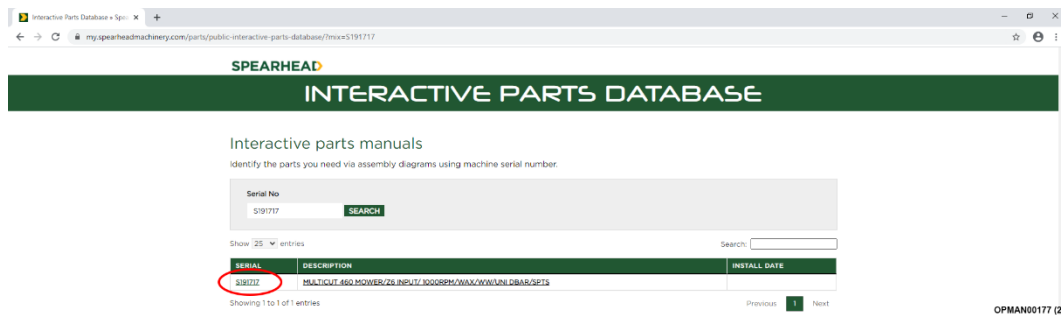 Interactive Parts Database • Spea
my.spearheadmachinery.com/parts/public-interactive-parts-database/?mix=S191717
SPEARHEAD
INTERACTIVE PARTS DATABASE
Interactive parts manuals
Identify the parts you need via assembly diagrams using machine serial number.
Serial No
S191717 SEARCH
Show 25 entries Search:
SERIAL DESCRIPTION INSTALL DATE
S191717 MULTICUT 460 MOWER/Z6 INPUT/ 1000RPM/WAX/WW/UNI DBAR/SPTS
Showing 1 to 1 of 1 entries Previous 1 Next
OPMAN00177 (2